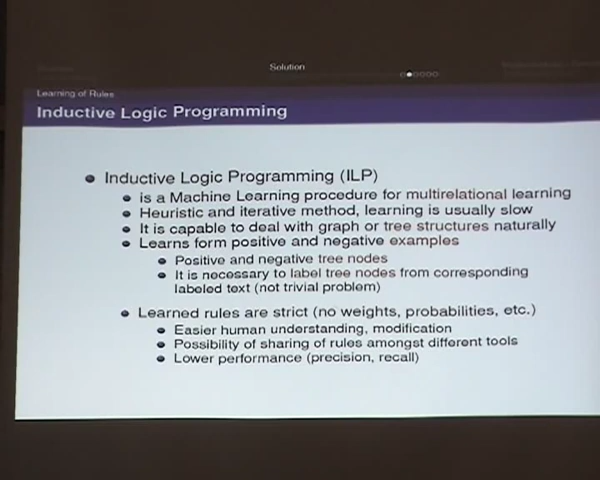 Solution
Learning of Rules
Inductive Logic Programming
Inductive Logic Programming (ILP)
is a Machine Learning procedure for multirelational learning
Heuristic and iterative method, learning is usually slow
It is capable to deal with graph or tree structures naturally
Learns form positive and negative examples
Positive and negative tree nodes
It is necessary to label tree nodes from corresponding
labeled text (not trivial problem)
Learned rules are strict (no weights, probabilities, etc.)
Easier human understanding, modification
Possibility of sharing of rules amongst different tools
Lower performance (precision, recall)